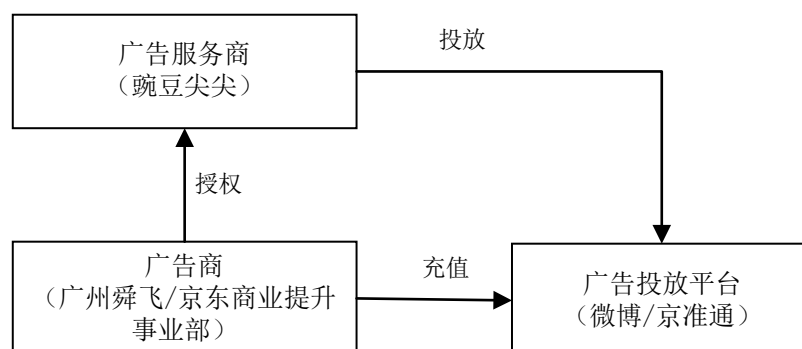 广告服务商
（豌豆尖尖）
投放
授权
广告商
（广州舜飞/京东商业提升
事业部）
充值
广告投放平台
（微博/京准通）